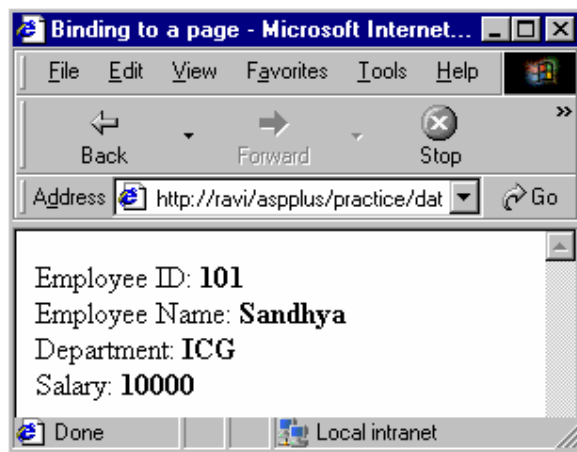 Binding to a page - Microsoft Internet...
File Edit View Favorites Tools Help
Back Forward Stop »
Address http://ravi/aspplus/practice/dat Go
Employee ID: 101
Employee Name: Sandhya
Department: ICG
Salary: 10000
Done Local intranet